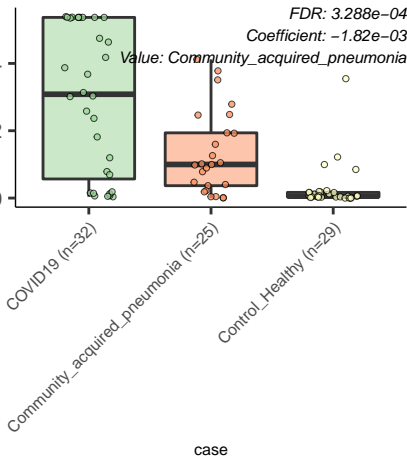 FDR: 3.288e−04
Coefficient: −1.82e−03
Value: Community_acquired_pneumonia
COVID19 (n=32)
Community_acquired_pneumonia (n=25)
Control_Healthy (n=29)
case